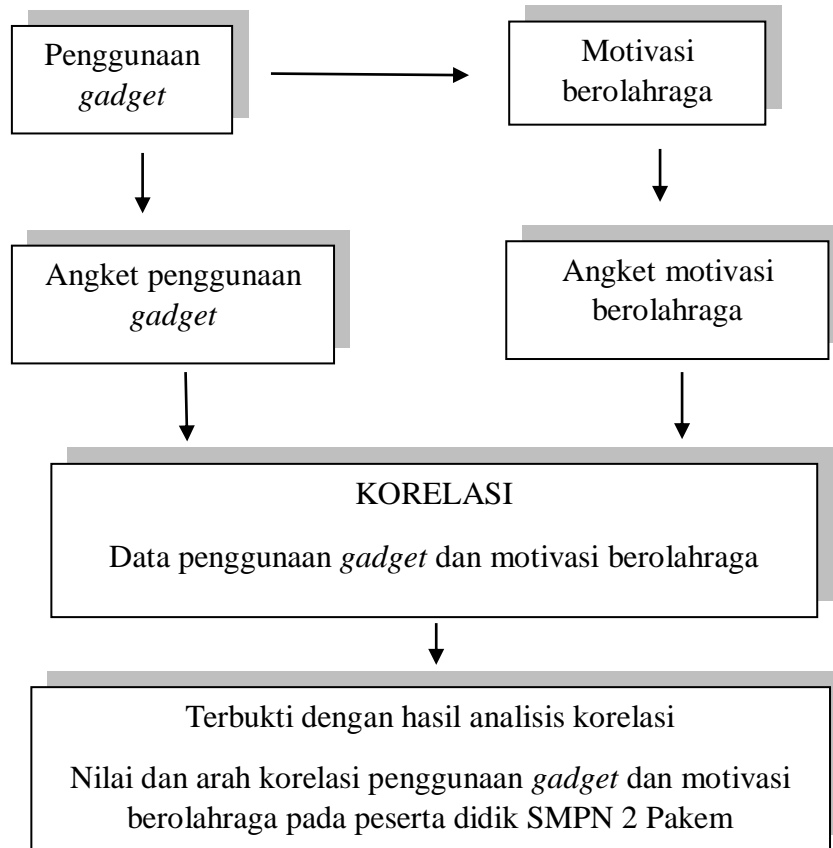 Penggunaan
gadget
Motivasi
berolahraga
Angket penggunaan
gadget
Angket motivasi
berolahraga
KORELASI
Data penggunaan gadget dan motivasi berolahraga
Terbukti dengan hasil analisis korelasi
Nilai dan arah korelasi penggunaan gadget dan motivasi
berolahraga pada peserta didik SMPN 2 Pakem